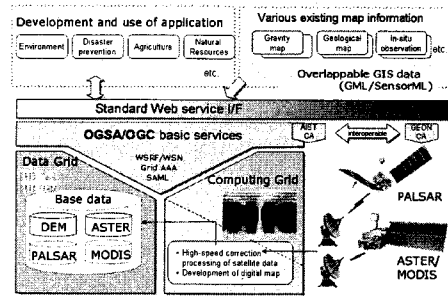 Development and use of application
Environment
Disaster
prevention
Agriculture
Natural
Resources
etc.
Various existing map information
Gravity
map
Geological
map
In-situ
observation
etc.
Overlappable GIS data
(GML/SensorML)
Standard Web service I/F
OGSA/OGC basic services
AIST
CA
interoperable
GEON
CA
Data Grid
WSRF/WSN
Grid AAA
SAML
Computing Grid
Base data
DEM
ASTER
PALSAR
MODIS
• High-speed correction
processing of satellite data
• Development of digital map
PALSAR
ASTER/
MODIS